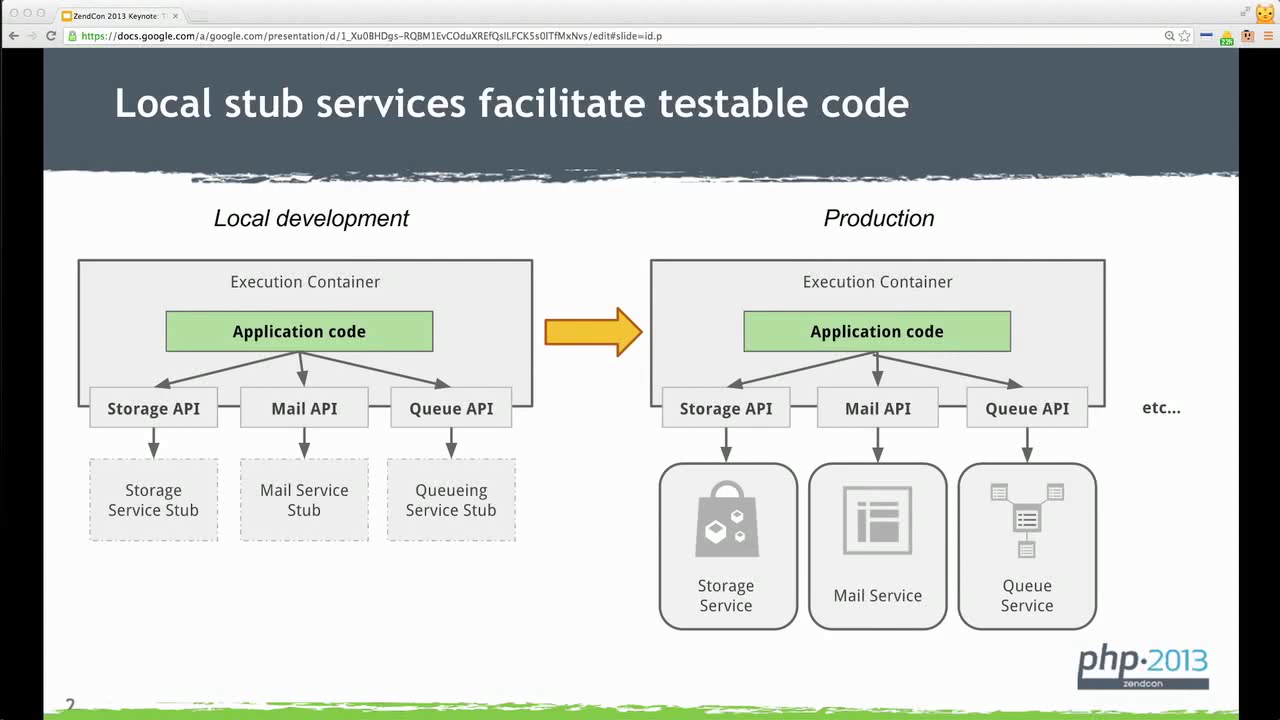 ZendCon 2013 Keynote: T
https://docs.google.com/a/google.com/presentation/d/1_Xu0BHDgs-RQBM1EvCOduXREfQsILFCK5s0ITfMxNvs/edit#slide=id.p
22h
Local stub services facilitate testable code
Local development
Production
Execution Container
Application code
Storage API
Mail API
Queue API
Storage
Service Stub
Mail Service
Stub
Queueing
Service Stub
Execution Container
Application code
Storage API
Mail API
Queue API
etc...
Storage
Service
Mail Service
Queue
Service
php·2013
zendcon
2